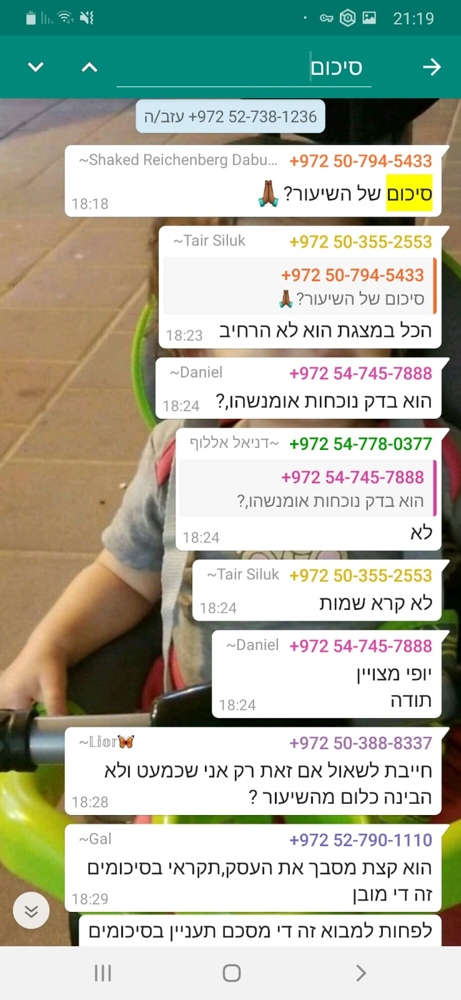 21:19
סיכום
+972 52-738-1236 עזב/ה
+972 50-794-5433 ~Shaked Reichenberg Dabu...
סיכום של השיעור?🙏🏾
18:18
+972 50-355-2553 ~Tair Siluk
+972 50-794-5433
סיכום של השיעור?🙏🏾
הכל במצגת הוא לא הרחיב
18:23
+972 54-745-7888 ~Daniel
הוא בדק נוכחות אומנשהו,?
18:24
+972 54-778-0377 ~דניאל אללוף
+972 54-745-7888
הוא בדק נוכחות אומנשהו,?
לא
18:24
+972 50-355-2553 ~Tair Siluk
לא קרא שמות
18:24
+972 54-745-7888 ~Daniel
יופי מצויין
תודה
18:24
+972 50-388-8337 ~𝕃𝕚𝕠𝕣🦋
חייבת לשאול אם זאת רק אני שכמעט ולא
הבינה כלום מהשיעור ?
18:28
+972 52-790-1110 ~Gal
הוא קצת מסבך את העסק,תקראי בסיכומים
זה די מובן
18:29
לפחות למבוא זה די מסכם תעניין בסיכומים